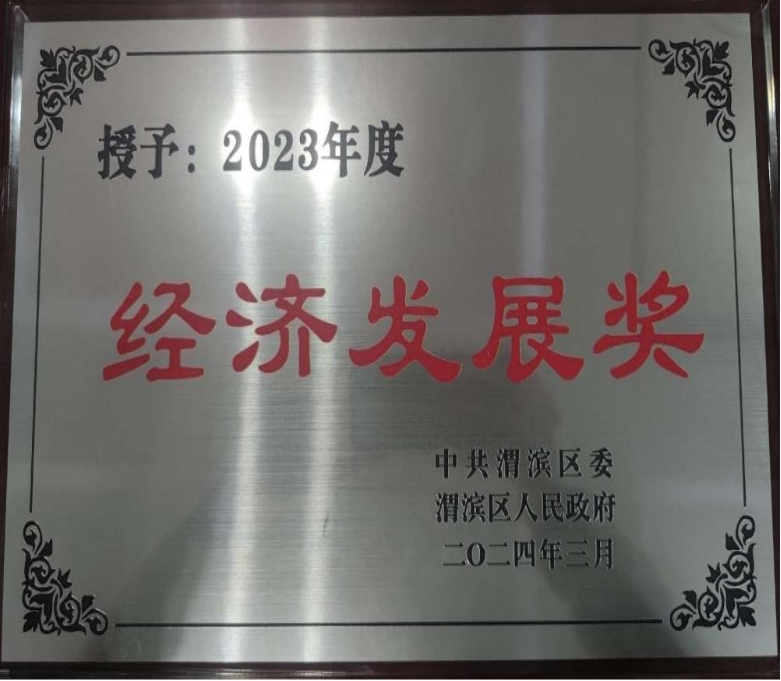 授予：2023年度
经济发展奖
中共渭滨区委
渭滨区人民政府
二〇二四年三月